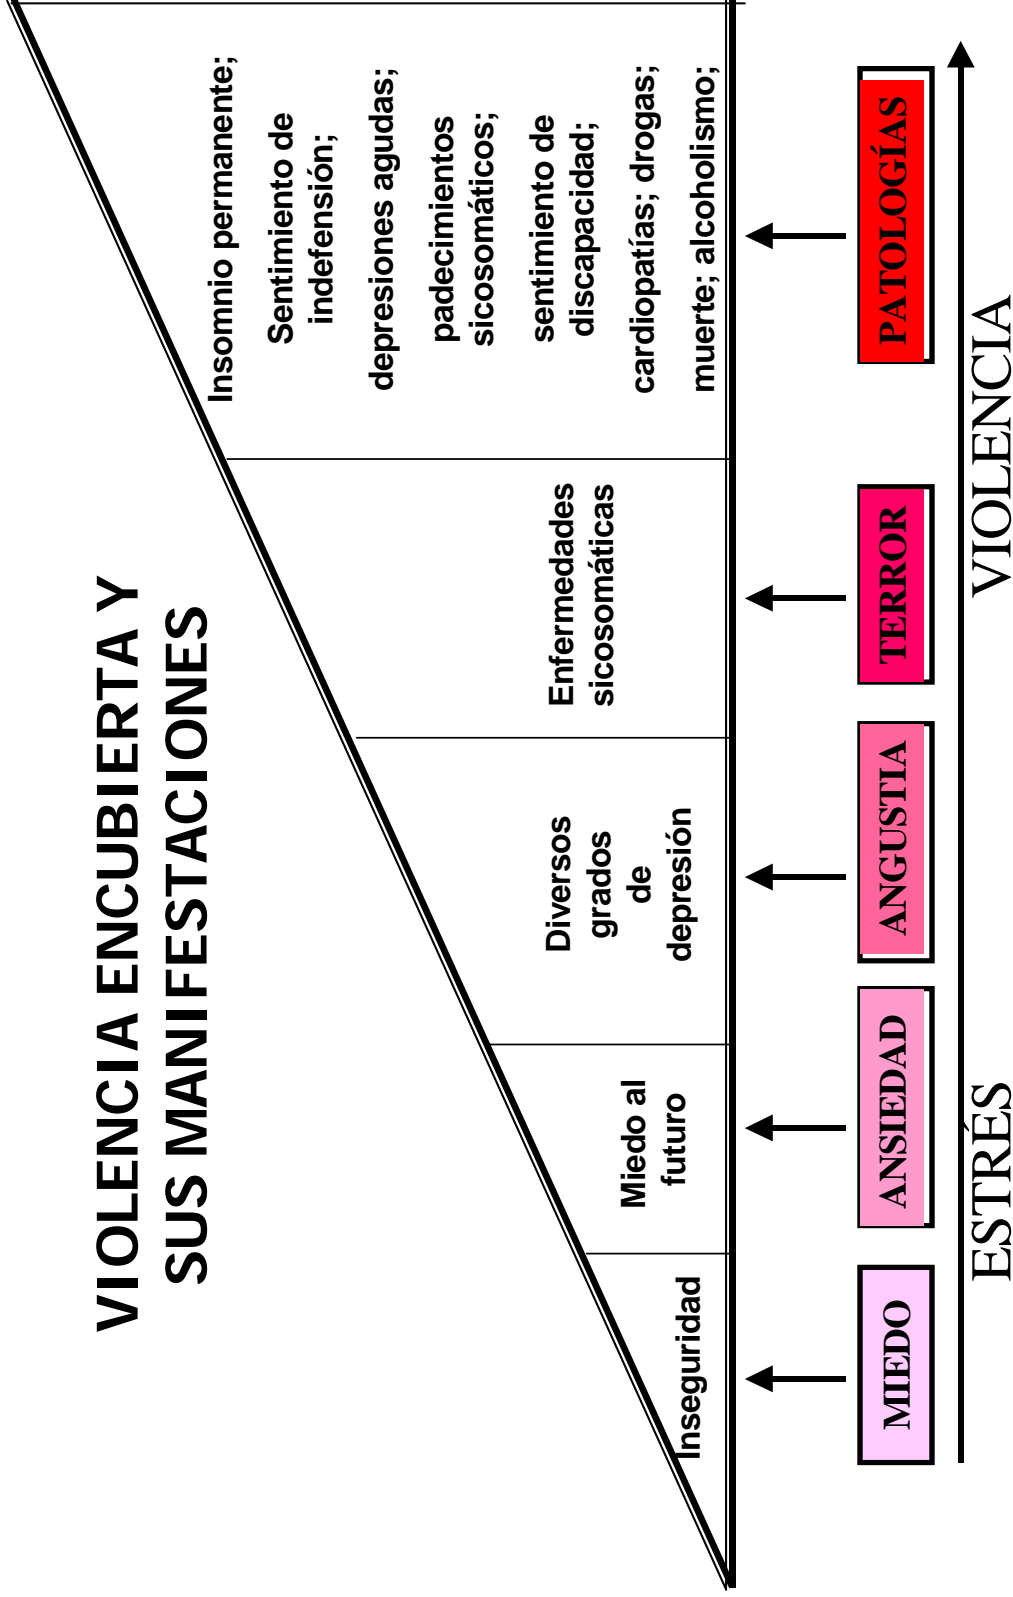 VIOLENCIA ENCUBIERTA Y
SUS MANIFESTACIONES
Inseguridad
Miedo al
futuro
Diversos
grados
de
depresión
Enfermedades
sicosomáticas
Insomnio permanente;
Sentimiento de
indefensión;
depresiones agudas;
padecimientos
sicosomáticos;
sentimiento de
discapacidad;
cardiopatías; drogas;
muerte; alcoholismo;
MIEDO
ANSIEDAD
ANGUSTIA
TERROR
PATOLOGÍAS
ESTRÉS
VIOLENCIA